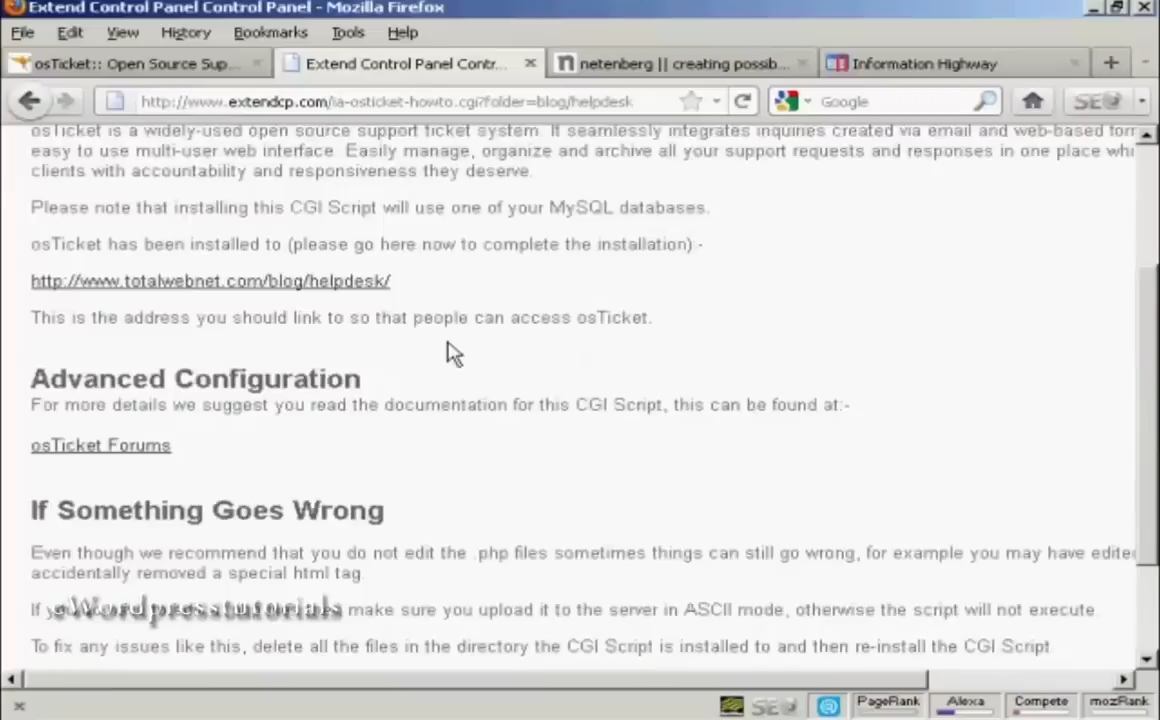 Extend Control Panel Control Panel - Mozilla Firefox
File Edit View History Bookmarks Tools Help
osTicket:: Open Source Sup... Extend Control Panel Contr... netenberg || creating possib... Information Highway
http://www.extendcp.com/ia-osticket-howto.cgi?folder=blog/helpdesk Google SE
osTicket is a widely-used open source support ticket system. It seamlessly integrates inquiries created via email and web-based form
easy to use multi-user web interface. Easily manage, organize and archive all your support requests and responses in one place whi
clients with accountability and responsiveness they deserve.
Please note that installing this CGI Script will use one of your MySQL databases.
osTicket has been installed to (please go here now to complete the installation) :-
http://www.totalwebnet.com/blog/helpdesk/
This is the address you should link to so that people can access osTicket.
Advanced Configuration
For more details we suggest you read the documentation for this CGI Script, this can be found at:-
osTicket Forums
If Something Goes Wrong
Even though we recommend that you do not edit the .php files sometimes things can still go wrong, for example you may have edite
accidentally removed a special html tag.
If make sure you upload it to the server in ASCII mode, otherwise the script will not execute.
eWordpresstutorials
To fix any issues like this, delete all the files in the directory the CGI Script is installed to and then re-install the CGI Script.
SE PageRank Alexa Compete mozRank